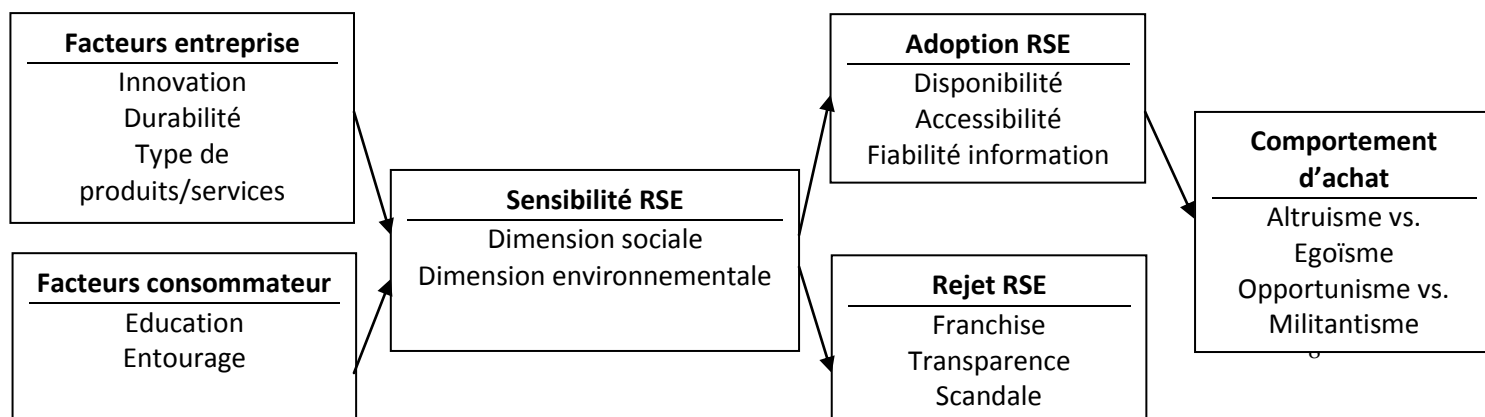 Facteurs entreprise
Innovation
Durabilité
Type de
produits/services
Facteurs consommateur
Education
Entourage
Sensibilité RSE
Dimension sociale
Dimension environnementale
Adoption RSE
Disponibilité
Accessibilité
Fiabilité information
Rejet RSE
Franchise
Transparence
Scandale
Comportement
d’achat
Altruisme vs.
Egoïsme
Opportunisme vs.
Militantisme